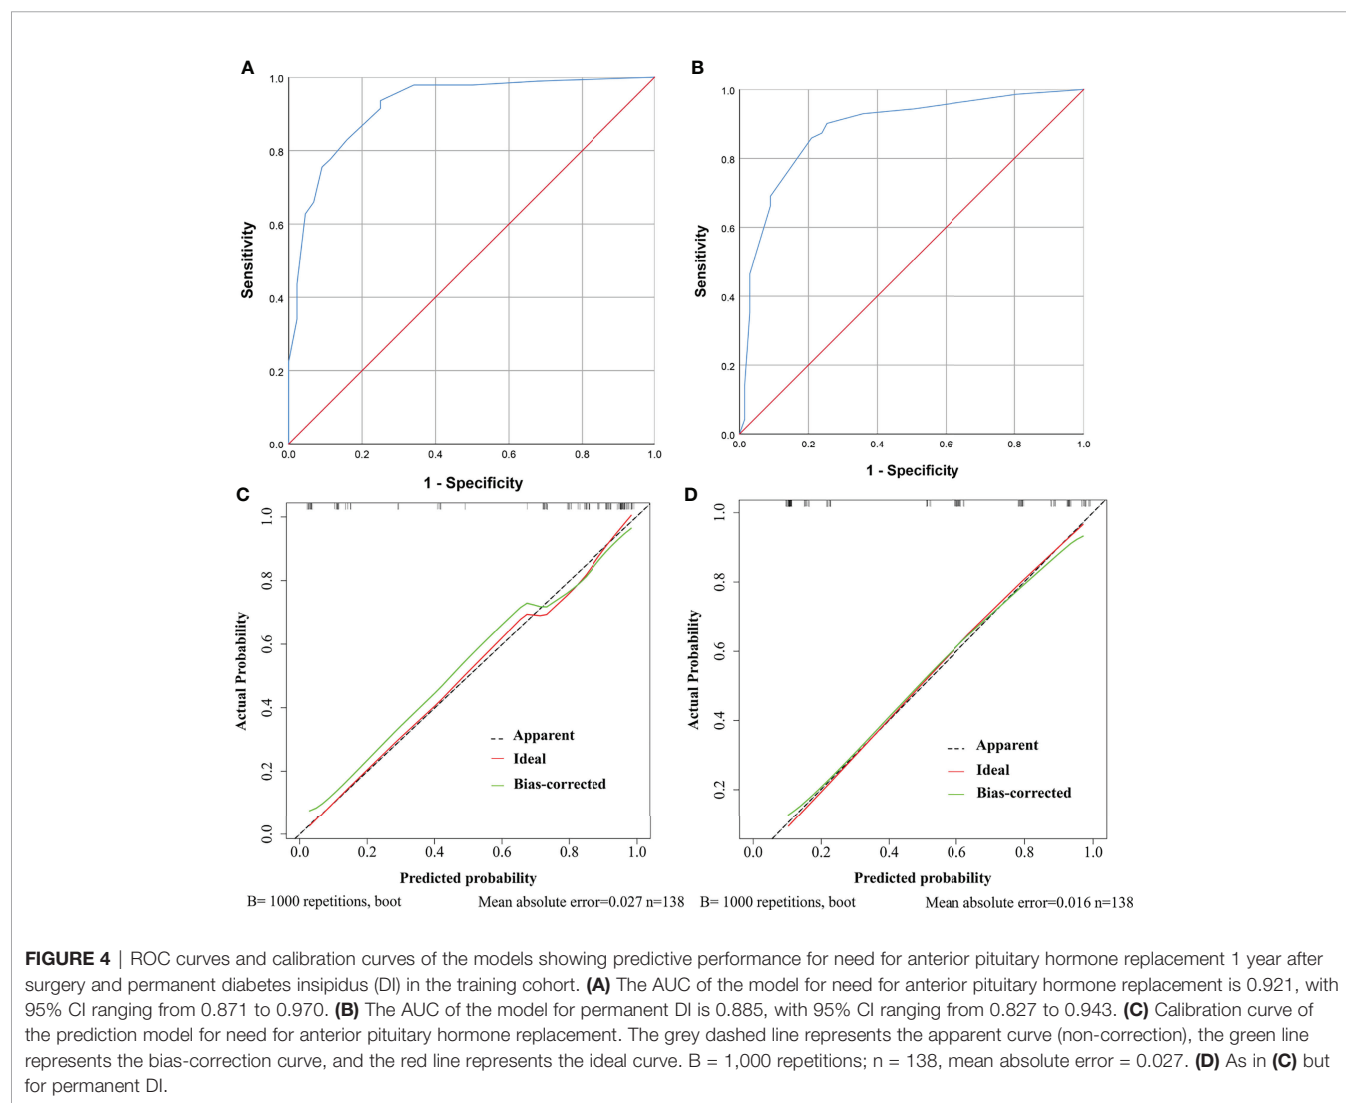 A
B
1.0
0.8
0.6
0.4
0.2
0.0
Sensitivity
0.0 0.2 0.4 0.6 0.8 1.0
1 - Specificity
1.0
0.8
0.6
0.4
0.2
0.0
Sensitivity
0.0 0.2 0.4 0.6 0.8 1.0
1 - Specificity
C
1.0
0.8
0.6
0.4
0.2
0.0
Actual Probability
Apparent
Ideal
Bias-corrected
0.0 0.2 0.4 0.6 0.8 1.0
Predicted probability
B= 1000 repetitions, boot Mean absolute error=0.027 n=138
D
1.0
0.8
0.6
0.4
0.2
Actual Probability
Apparent
Ideal
Bias-corrected
0.0 0.2 0.4 0.6 0.8 1.0
Predicted probability
B= 1000 repetitions, boot Mean absolute error=0.016 n=138
FIGURE 4 | ROC curves and calibration curves of the models showing predictive performance for need for anterior pituitary hormone replacement 1 year after
surgery and permanent diabetes insipidus (DI) in the training cohort. (A) The AUC of the model for need for anterior pituitary hormone replacement is 0.921, with
95% CI ranging from 0.871 to 0.970. (B) The AUC of the model for permanent DI is 0.885, with 95% CI ranging from 0.827 to 0.943. (C) Calibration curve of
the prediction model for need for anterior pituitary hormone replacement. The grey dashed line represents the apparent curve (non-correction), the green line
represents the bias-correction curve, and the red line represents the ideal curve. B = 1,000 repetitions; n = 138, mean absolute error = 0.027. (D) As in (C) but
for permanent DI.